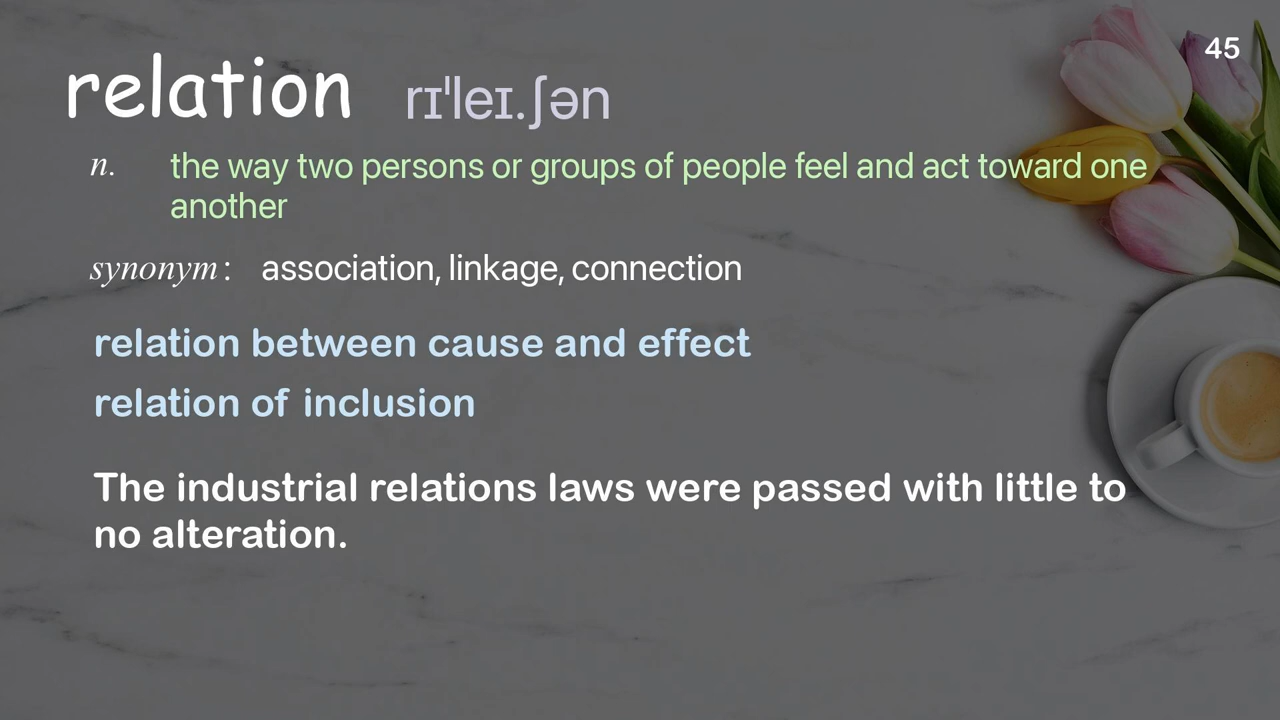 45
relation rɪˈleɪ.ʃən
n. the way two persons or groups of people feel and act toward one
another
synonym: association, linkage, connection
relation between cause and effect
relation of inclusion
The industrial relations laws were passed with little to
no alteration.